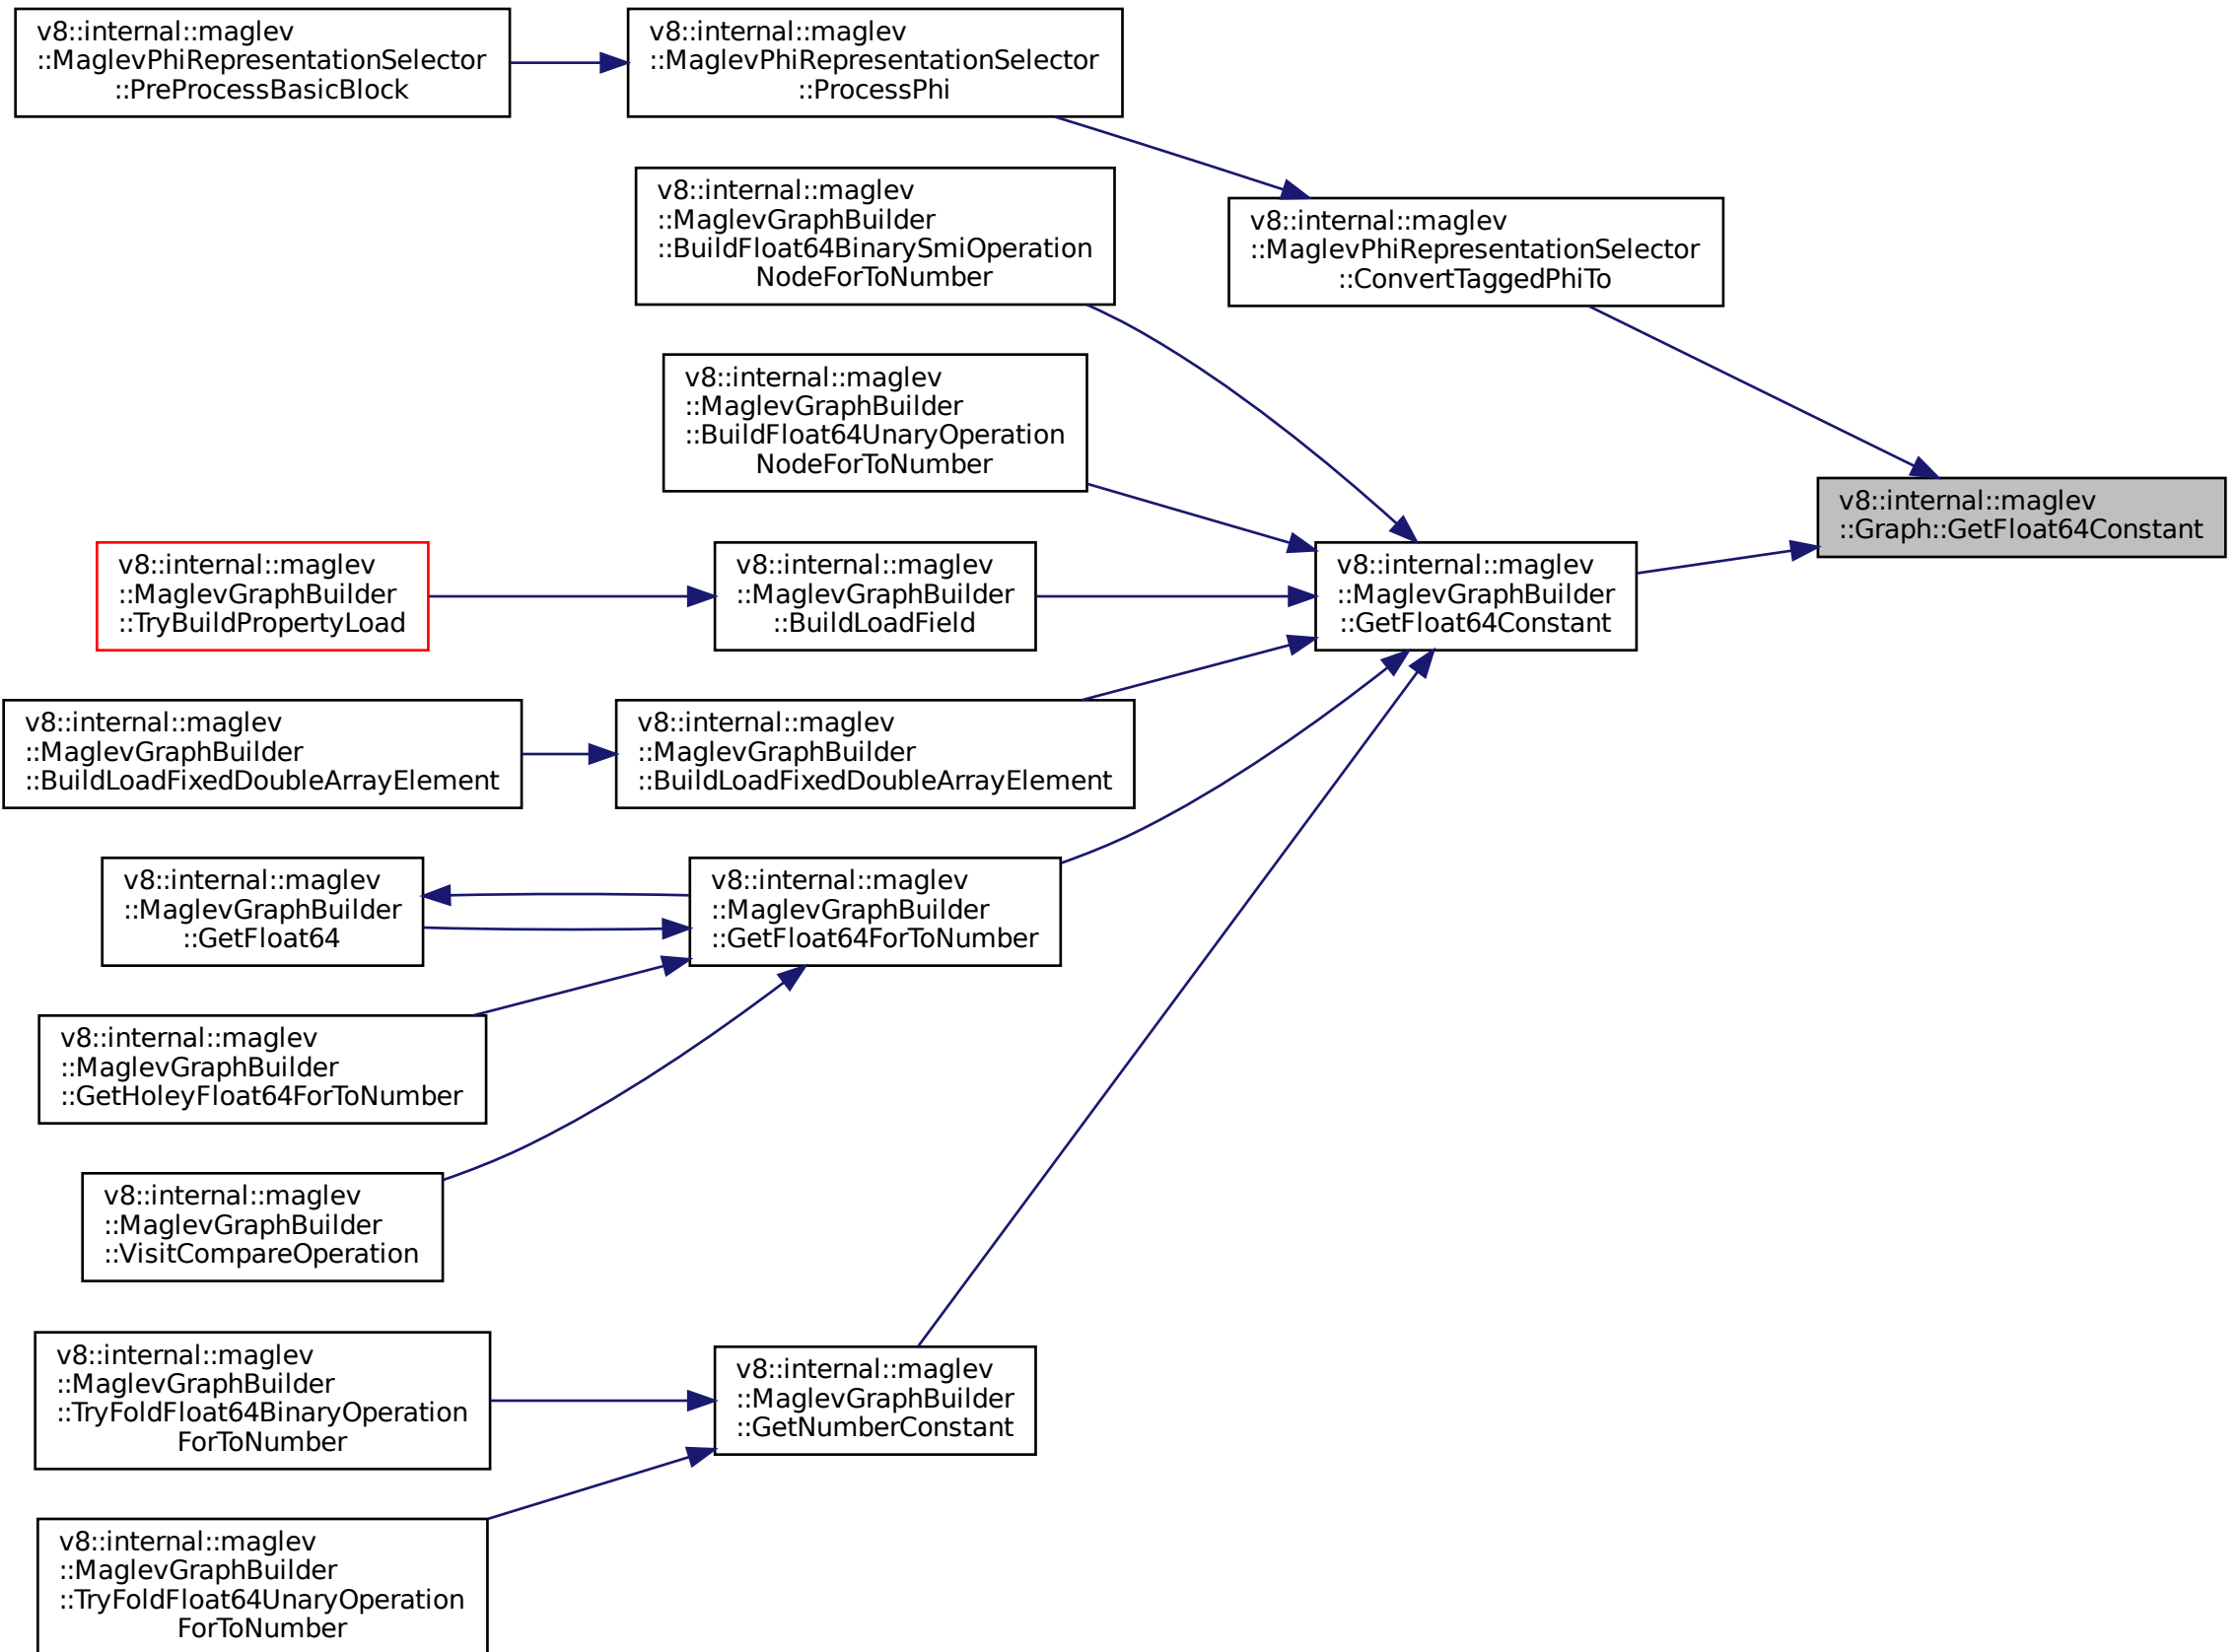 v8::internal::maglev
::MaglevPhiRepresentationSelector
::PreProcessBasicBlock
v8::internal::maglev
::MaglevPhiRepresentationSelector
::ProcessPhi
v8::internal::maglev
::MaglevGraphBuilder
::BuildFloat64BinarySmiOperation
NodeForToNumber
v8::internal::maglev
::MaglevPhiRepresentationSelector
::ConvertTaggedPhiTo
v8::internal::maglev
::MaglevGraphBuilder
::BuildFloat64UnaryOperation
NodeForToNumber
v8::internal::maglev
::Graph::GetFloat64Constant
v8::internal::maglev
::MaglevGraphBuilder
::TryBuildPropertyLoad
v8::internal::maglev
::MaglevGraphBuilder
::BuildLoadField
v8::internal::maglev
::MaglevGraphBuilder
::GetFloat64Constant
v8::internal::maglev
::MaglevGraphBuilder
::BuildLoadFixedDoubleArrayElement
v8::internal::maglev
::MaglevGraphBuilder
::BuildLoadFixedDoubleArrayElement
v8::internal::maglev
::MaglevGraphBuilder
::GetFloat64
v8::internal::maglev
::MaglevGraphBuilder
::GetFloat64ForToNumber
v8::internal::maglev
::MaglevGraphBuilder
::GetHoleyFloat64ForToNumber
v8::internal::maglev
::MaglevGraphBuilder
::VisitCompareOperation
v8::internal::maglev
::MaglevGraphBuilder
::TryFoldFloat64BinaryOperation
ForToNumber
v8::internal::maglev
::MaglevGraphBuilder
::GetNumberConstant
v8::internal::maglev
::MaglevGraphBuilder
::TryFoldFloat64UnaryOperation
ForToNumber